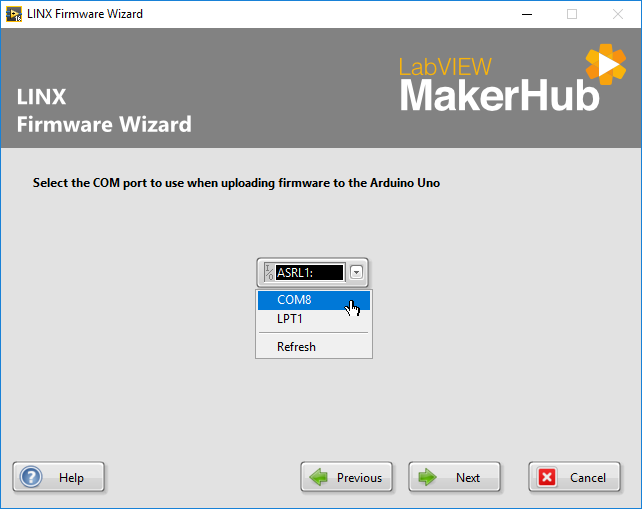 LINX Firmware Wizard
LabVIEW
MakerHub
LINX
Firmware Wizard
Select the COM port to use when uploading firmware to the Arduino Uno
I/O ASRL1:
COM8
LPT1
Refresh
? Help
Previous
Next
Cancel